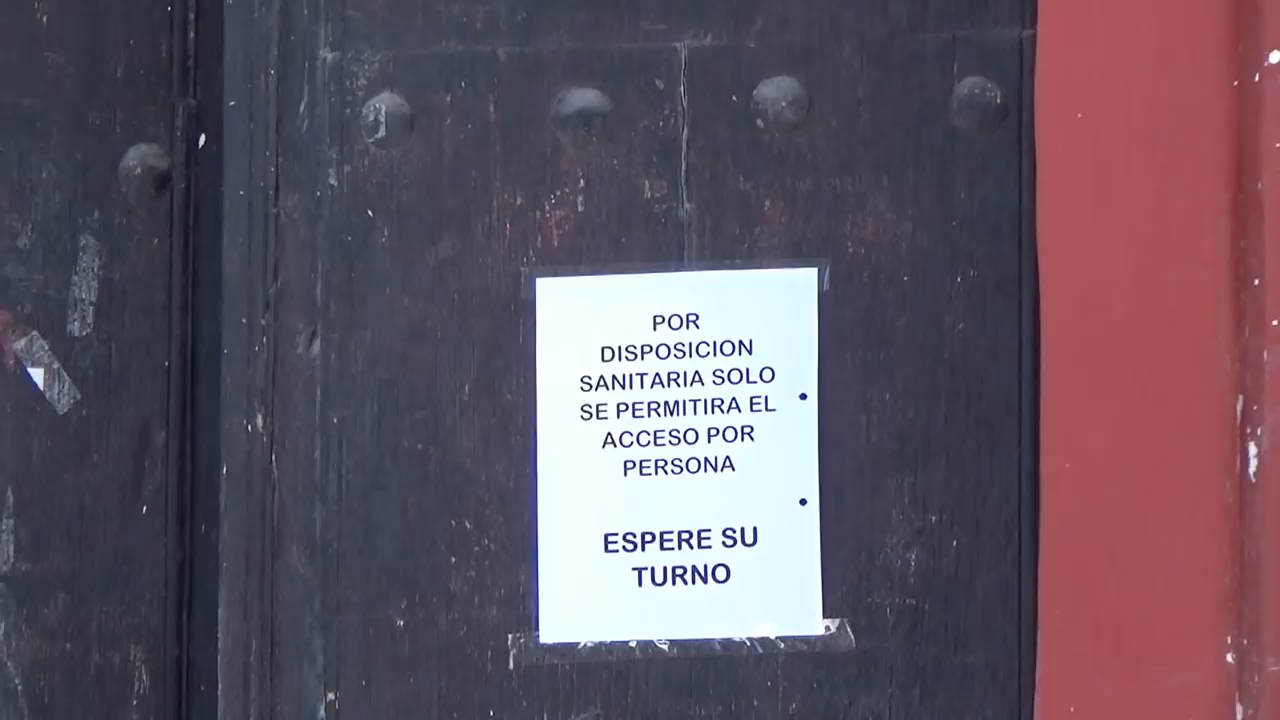 POR
DISPOSICION
SANITARIA SOLO
SE PERMITIRA EL
ACCESO POR
PERSONA
ESPERE SU
TURNO